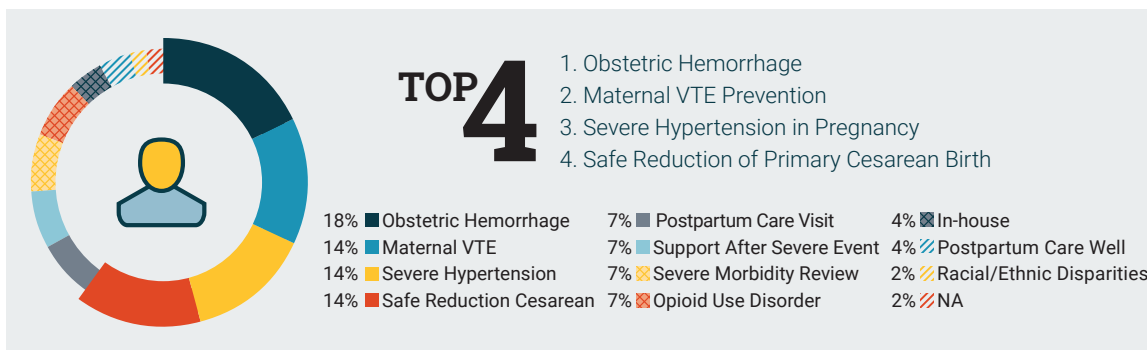 TOP 4
1. Obstetric Hemorrhage
2. Maternal VTE Prevention
3. Severe Hypertension in Pregnancy
4. Safe Reduction of Primary Cesarean Birth
18% Obstetric Hemorrhage
14% Maternal VTE
14% Severe Hypertension
14% Safe Reduction Cesarean
7% Postpartum Care Visit
7% Support After Severe Event
7% Severe Morbidity Review
7% Opioid Use Disorder
4% In-house
4% Postpartum Care Well
2% Racial/Ethnic Disparities
2% NA